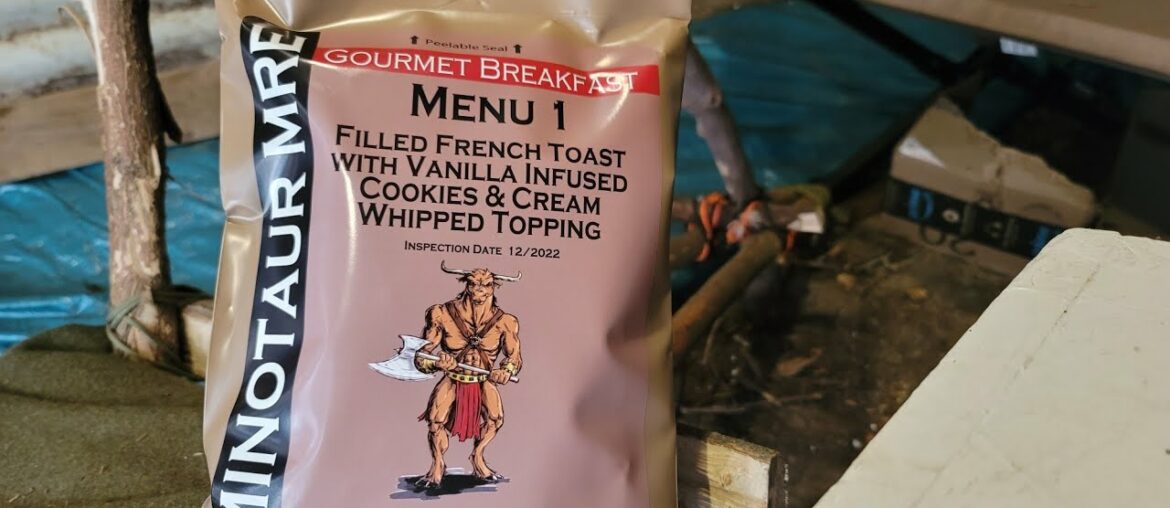 Peelable Seal
GOURMET BREAKFAST
MENU 1
FILLED FRENCH TOAST
WITH VANILLA INFUSED
COOKIES & CREAM
WHIPPED TOPPING
INSPECTION DATE 12/2022
MINOTAUR MRE